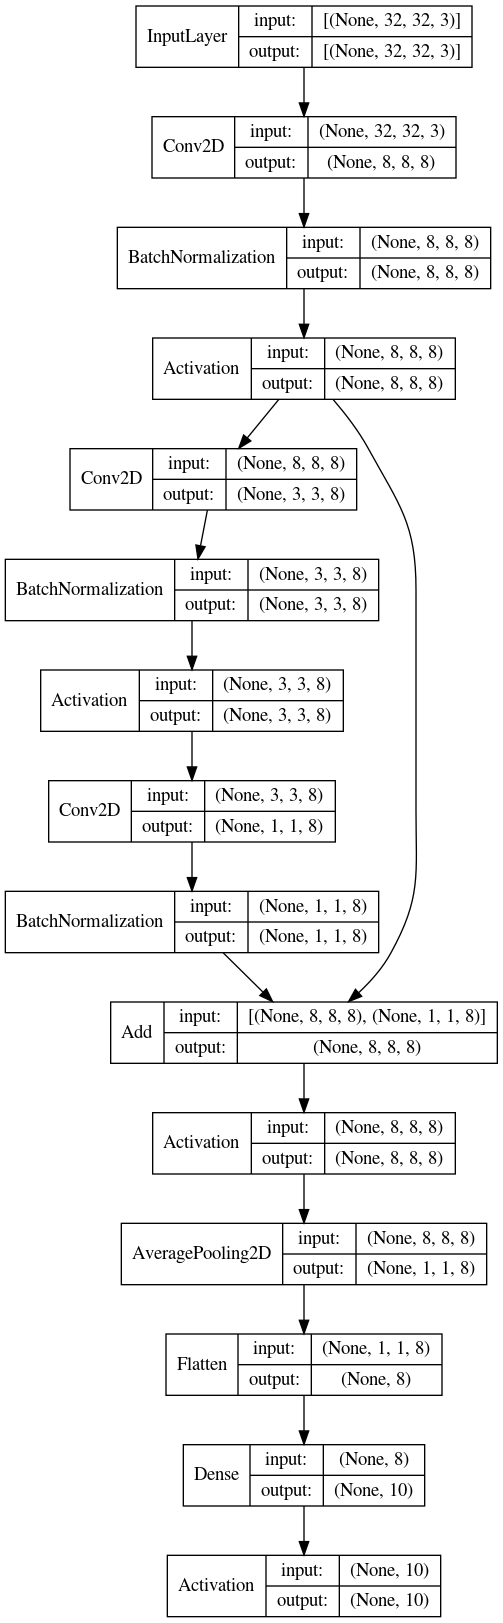 InputLayer
input: [(None, 32, 32, 3)]
output: [(None, 32, 32, 3)]
Conv2D
input: (None, 32, 32, 3)
output: (None, 8, 8, 8)
BatchNormalization
input: (None, 8, 8, 8)
output: (None, 8, 8, 8)
Activation
input: (None, 8, 8, 8)
output: (None, 8, 8, 8)
Conv2D
input: (None, 8, 8, 8)
output: (None, 3, 3, 8)
BatchNormalization
input: (None, 3, 3, 8)
output: (None, 3, 3, 8)
Activation
input: (None, 3, 3, 8)
output: (None, 3, 3, 8)
Conv2D
input: (None, 3, 3, 8)
output: (None, 1, 1, 8)
BatchNormalization
input: (None, 1, 1, 8)
output: (None, 1, 1, 8)
Add
input: [(None, 8, 8, 8), (None, 1, 1, 8)]
output: (None, 8, 8, 8)
Activation
input: (None, 8, 8, 8)
output: (None, 8, 8, 8)
AveragePooling2D
input: (None, 8, 8, 8)
output: (None, 1, 1, 8)
Flatten
input: (None, 1, 1, 8)
output: (None, 8)
Dense
input: (None, 8)
output: (None, 10)
Activation
input: (None, 10)
output: (None, 10)